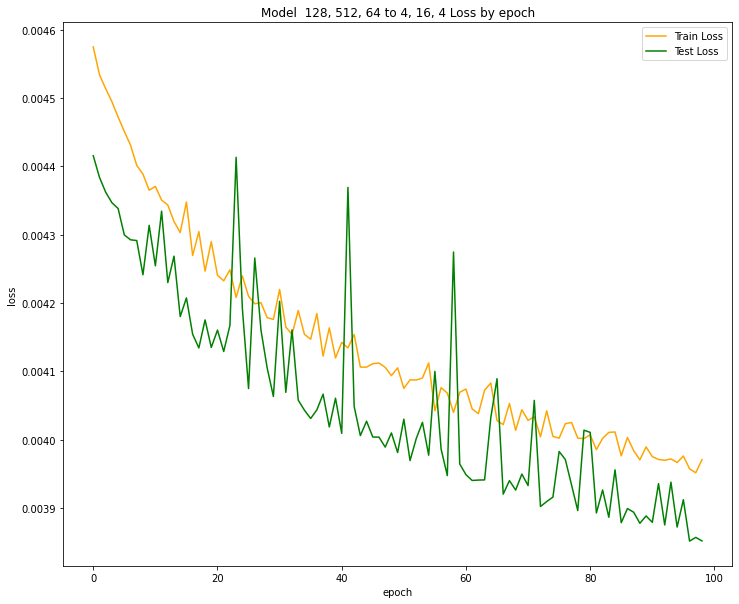 Model  128, 512, 64 to 4, 16, 4 Loss by epoch
Train Loss
Test Loss
0.0046
0.0045
0.0044
0.0043
0.0042
0.0041
0.0040
0.0039
loss
0
20
40
60
80
100
epoch